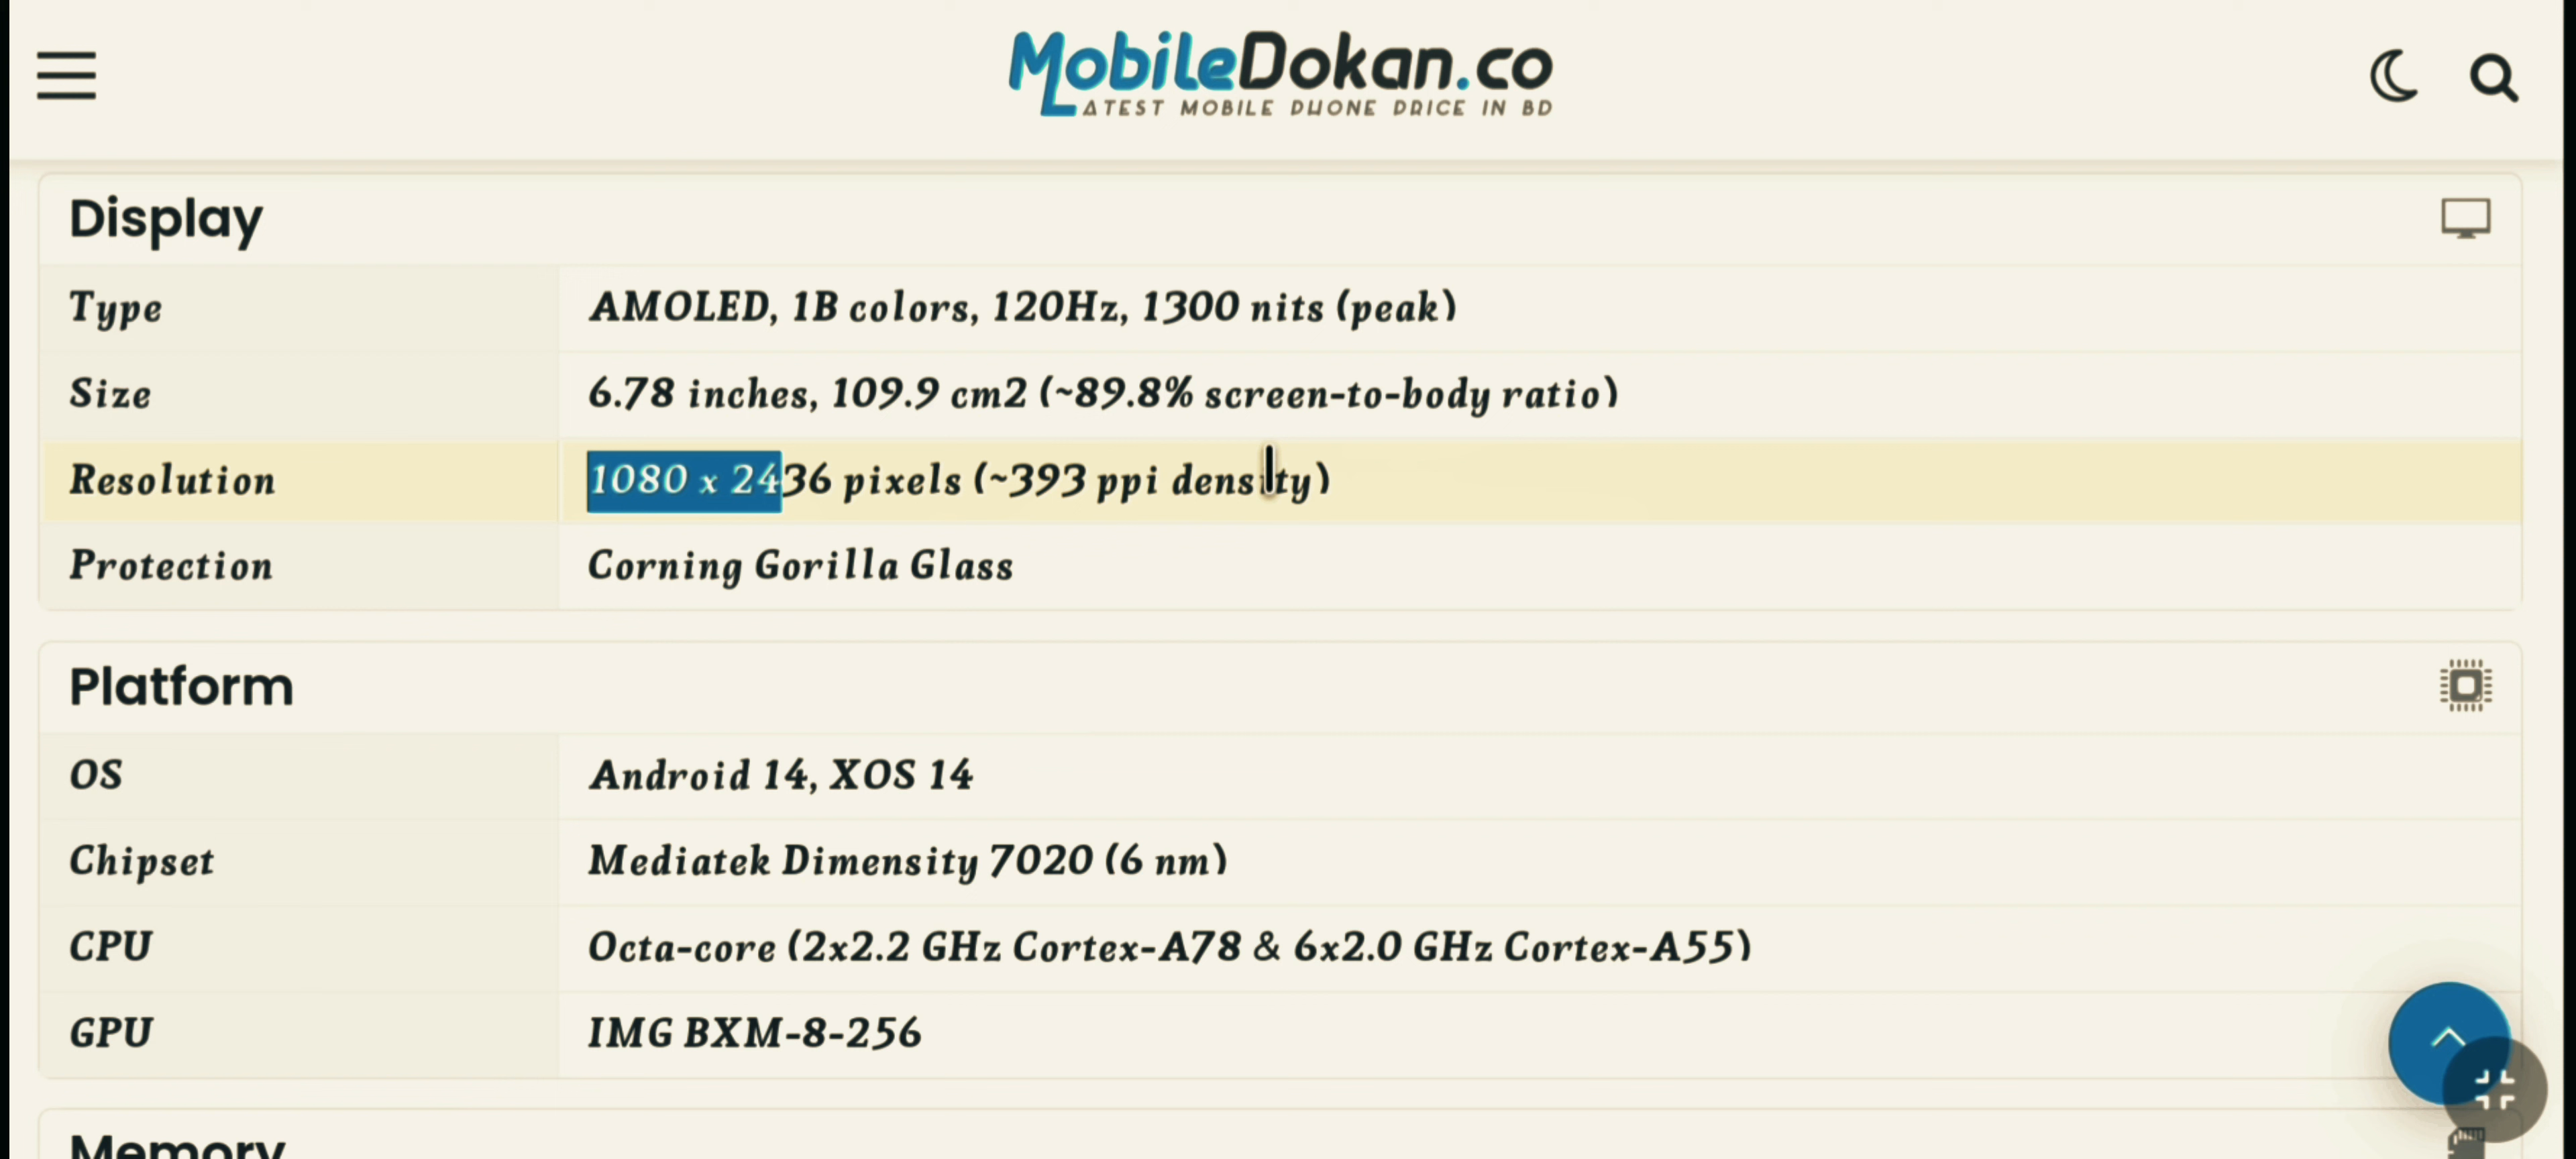 MobileDokan.co
LATEST MOBILE PHONE PRICE IN BD
Display
Type AMOLED, 1B colors, 120Hz, 1300 nits (peak)
Size 6.78 inches, 109.9 cm2 (~89.8% screen-to-body ratio)
Resolution 1080 x 2436 pixels (~393 ppi density)
Protection Corning Gorilla Glass
Platform
OS Android 14, XOS 14
Chipset Mediatek Dimensity 7020 (6 nm)
CPU Octa-core (2x2.2 GHz Cortex-A78 & 6x2.0 GHz Cortex-A55)
GPU IMG BXM-8-256
Memory